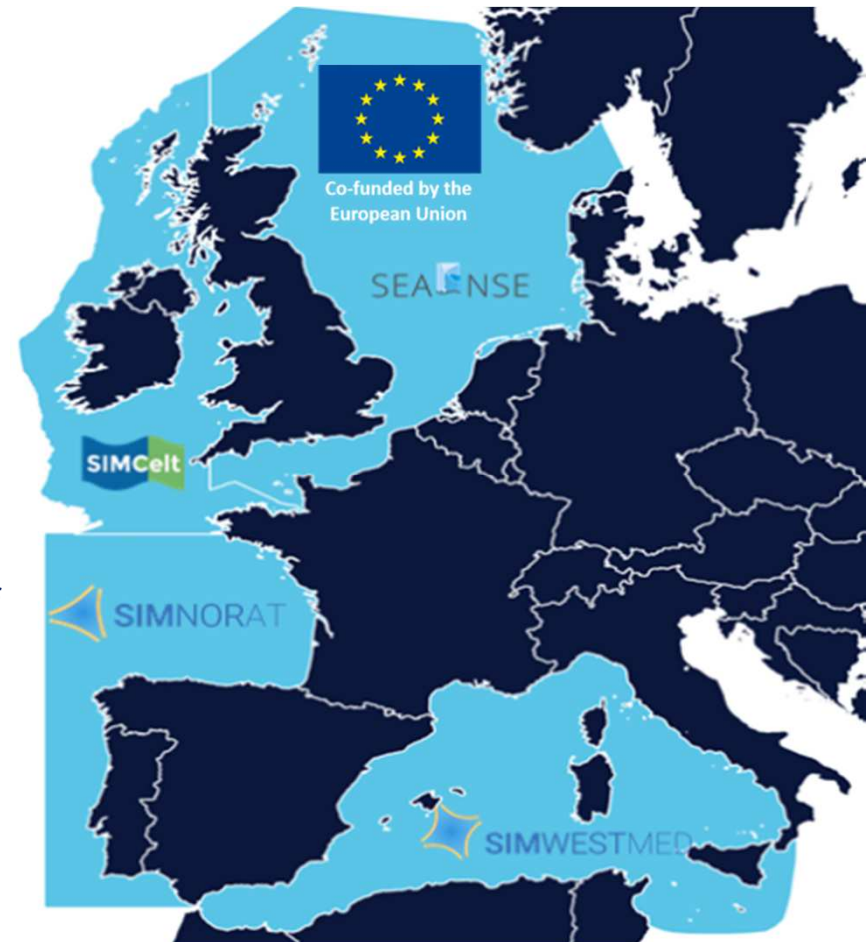 Co-funded by the
European Union
SEA NSE
SIMCelt
SIMNORAT
SIMWESTMED